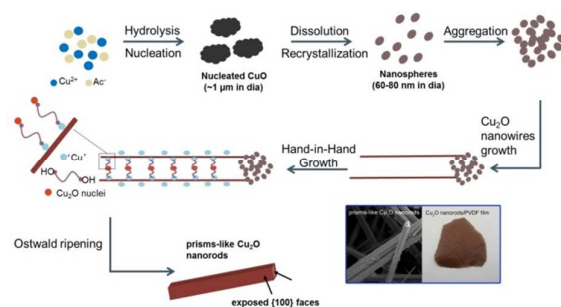 Hydrolysis
Nucleation
Dissolution
Recrystallization
Aggregation
Cu²⁺
Ac⁻
Nucleated CuO
(~1 μm in dia)
Nanospheres
(60-80 nm in dia)
Cu₂O
nanowires
growth
Hand-in-Hand
Growth
Cu⁺
HO
OH
Cu₂O nuclei
Ostwald ripening
prisms-like Cu₂O
nanorods
exposed {100} faces
prisms-like Cu₂O nanorods
Cu₂O nanorods/PVDF film